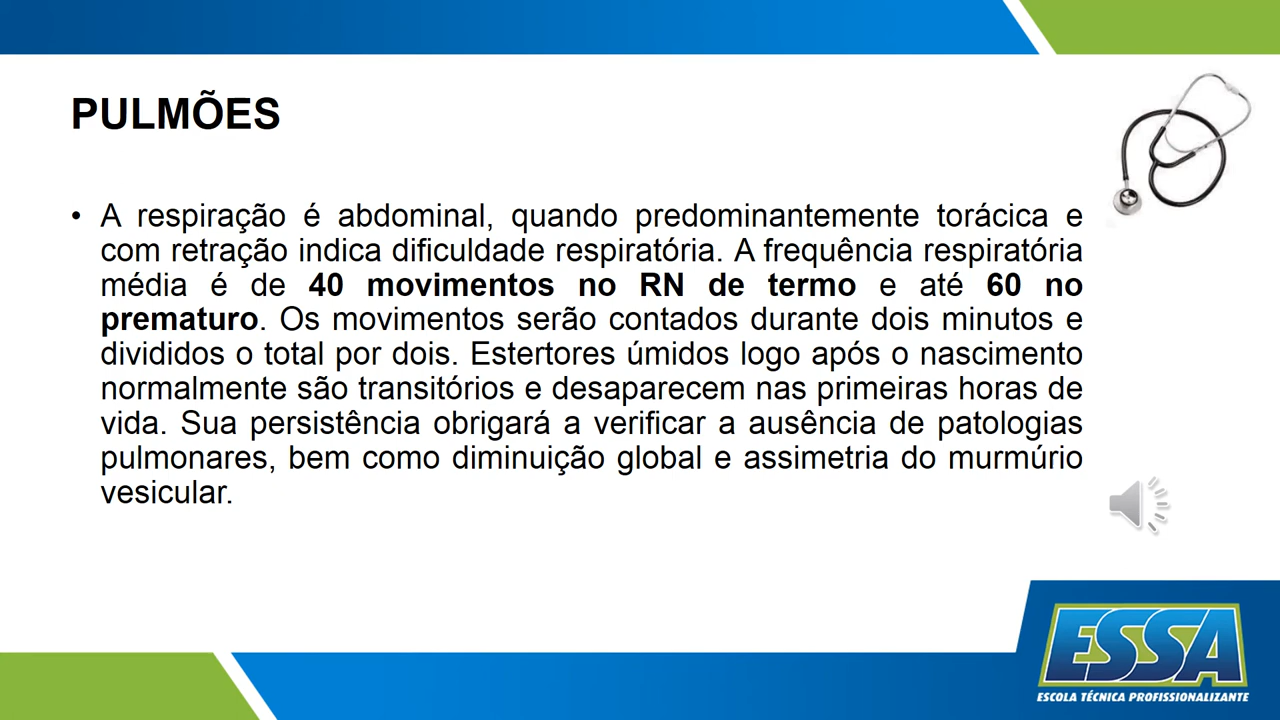 PULMÕES
• A respiração é abdominal, quando predominantemente torácica e
com retração indica dificuldade respiratória. A frequência respiratória
média é de 40 movimentos no RN de termo e até 60 no
prematuro. Os movimentos serão contados durante dois minutos e
divididos o total por dois. Estertores úmidos logo após o nascimento
normalmente são transitórios e desaparecem nas primeiras horas de
vida. Sua persistência obrigará a verificar a ausência de patologias
pulmonares, bem como diminuição global e assimetria do murmúrio
vesicular.
ESSA
ESCOLA TÉCNICA PROFISSIONALIZANTE